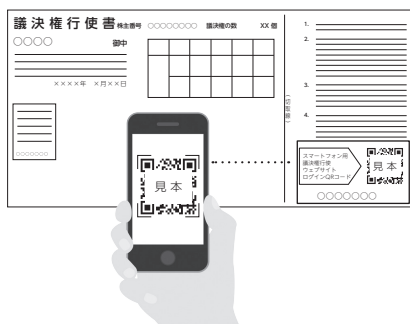 議決権行使書 株主番号 ○○○○○○○○ 議決権の数 XX 個
○○○○ 御中
××××年 ×月××日
○○○○○○○
1.
2.
3.
4.
(切取線)
スマートフォン用
議決権行使
ウェブサイト
ログインQRコード
見本
○○○○○○○
見本